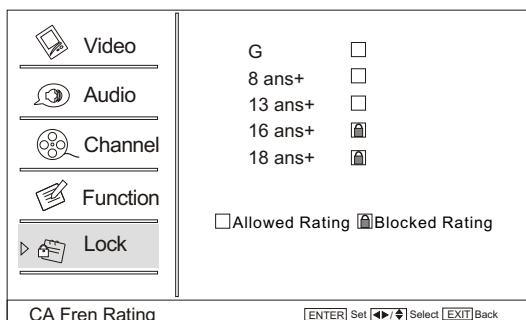 Video
Audio
Channel
Function
Lock
G
8 ans+
13 ans+
16 ans+
18 ans+
Allowed Rating Blocked Rating
CA Fren Rating
ENTER Set / Select EXIT Back